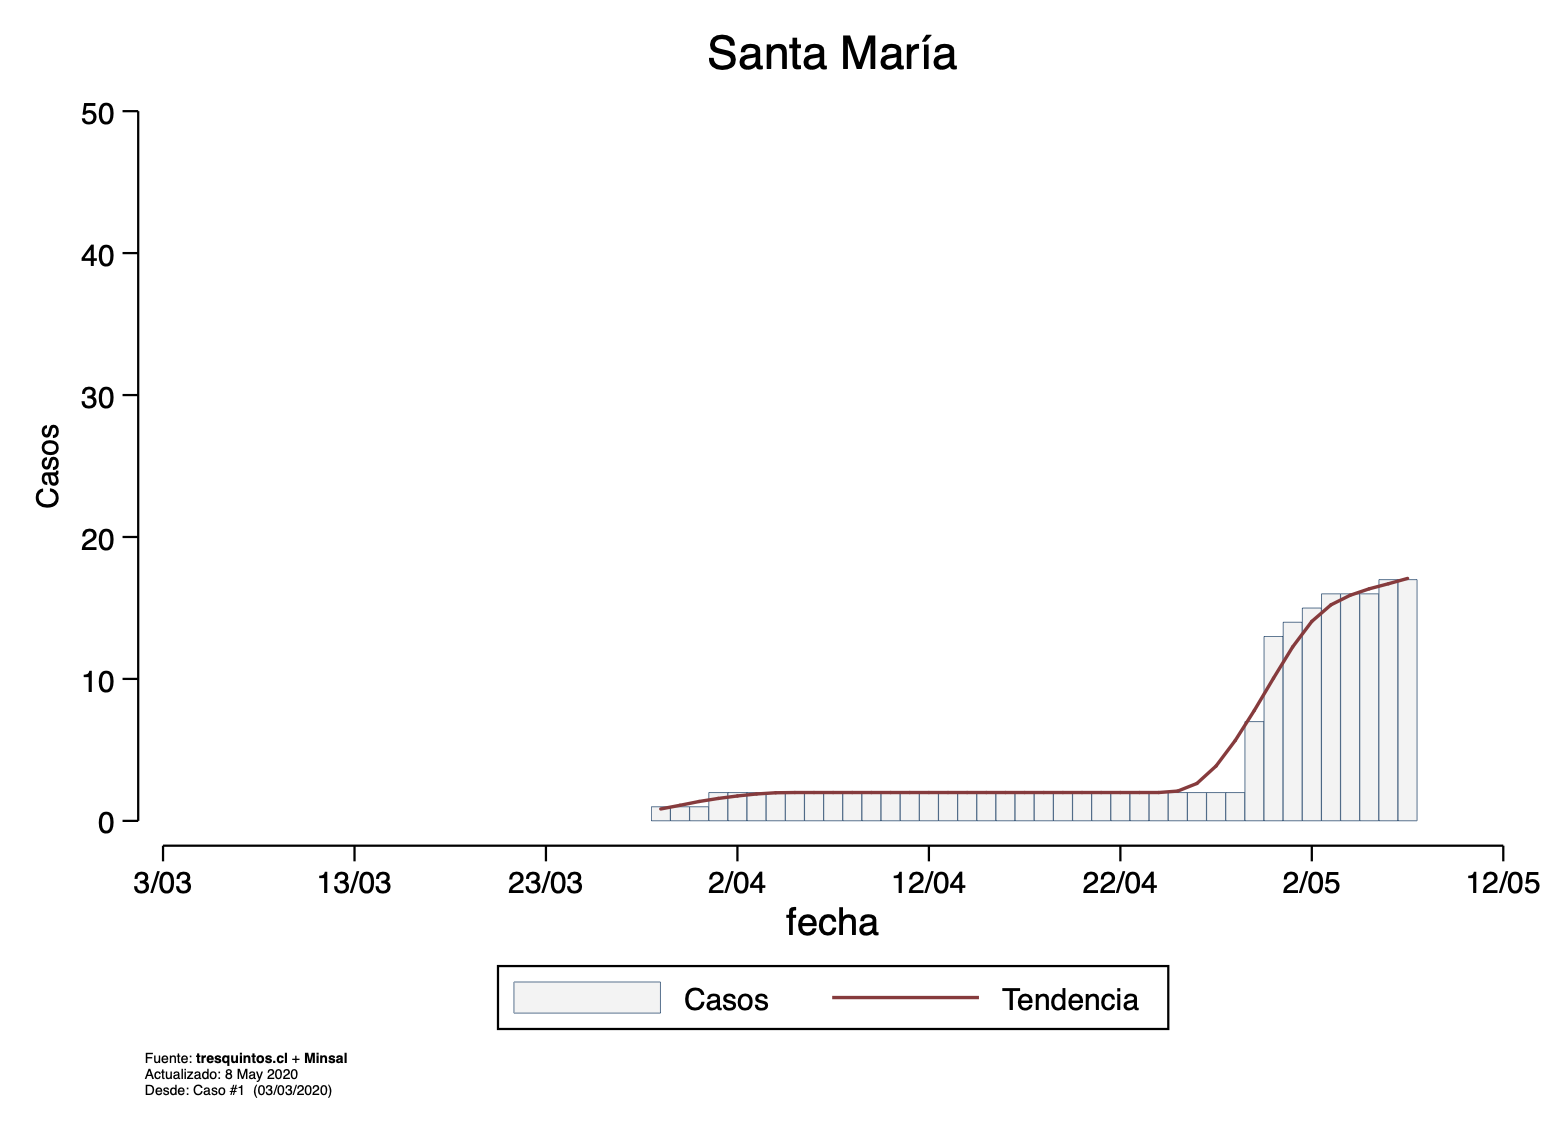 Santa María
50
40
30
20
10
0
Casos
3/03 13/03 23/03 2/04 12/04 22/04 2/05 12/05
fecha
Casos Tendencia
Fuente: tresquintos.cl + Minsal
Actualizado: 8 May 2020
Desde: Caso #1 (03/03/2020)